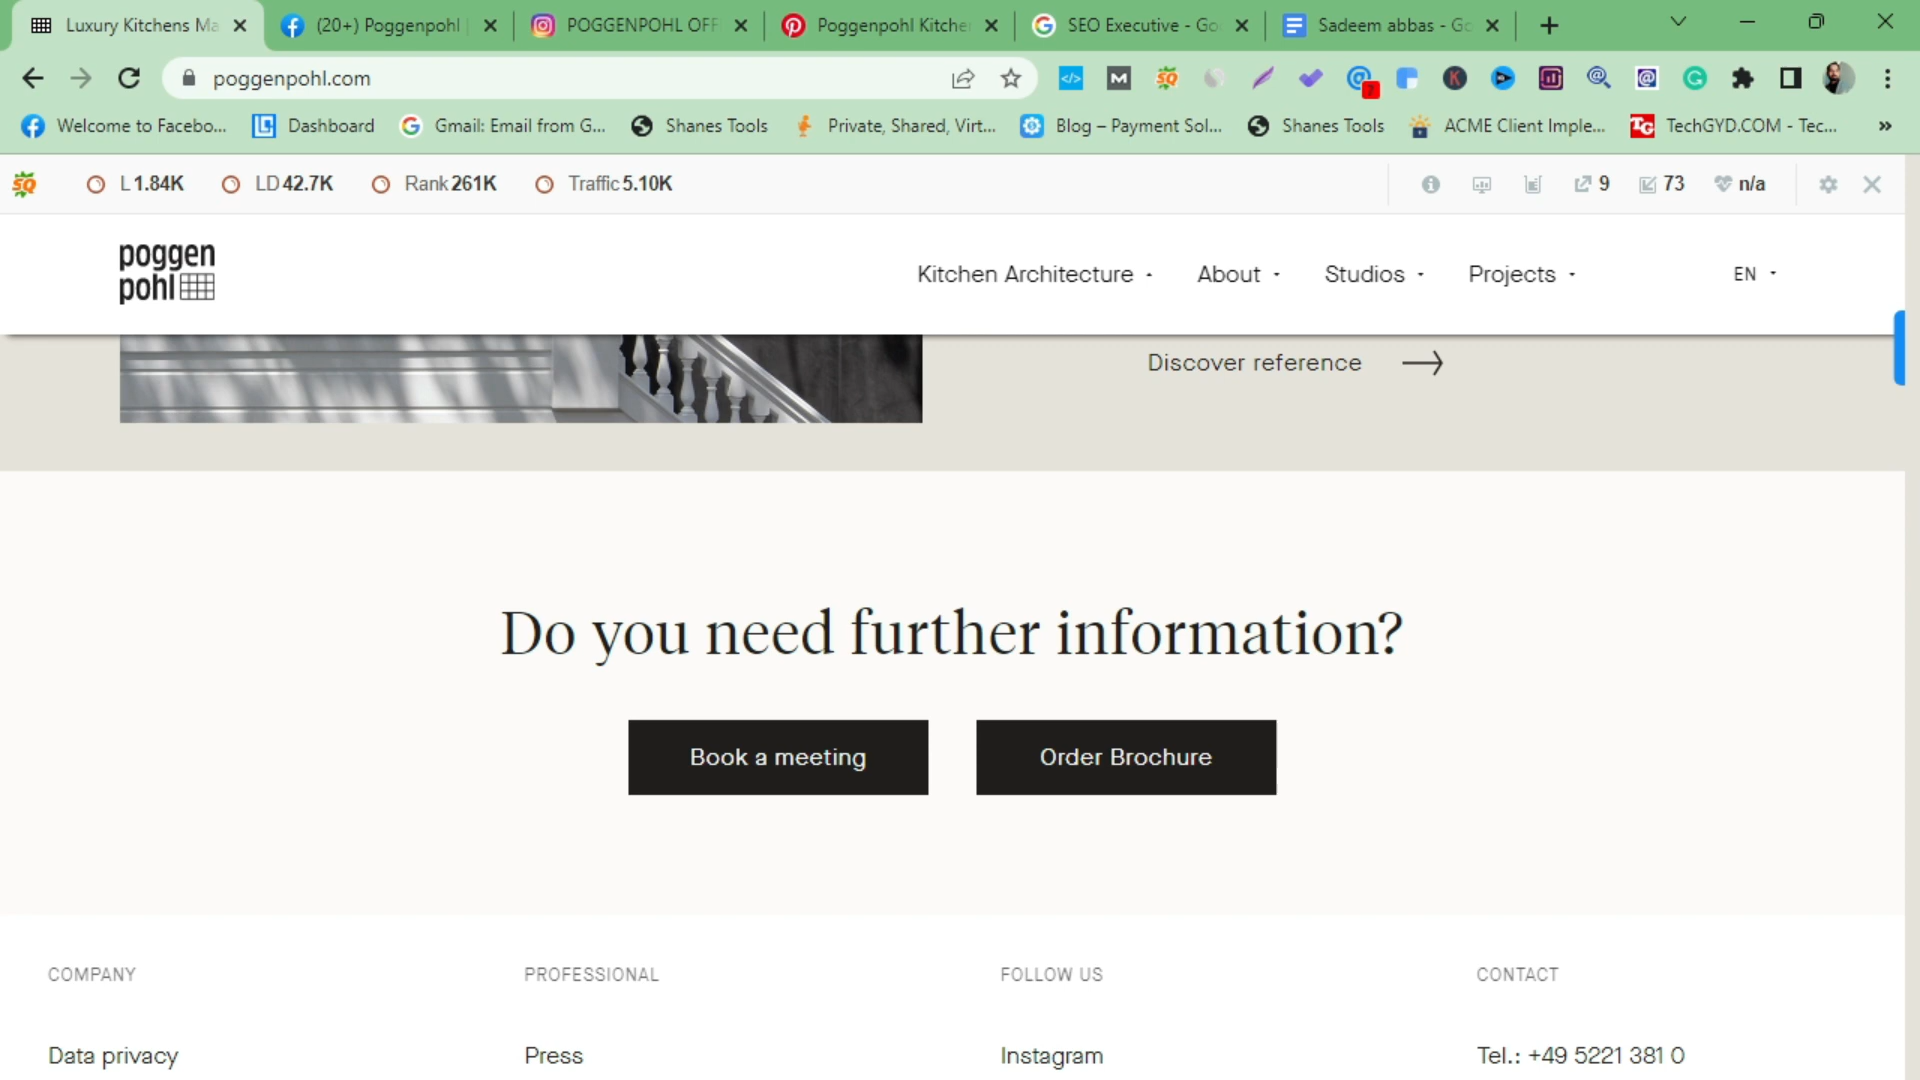 Luxury Kitchens Ma
(20+) Poggenpohl
POGGENPOHL OFF
Poggenpohl Kitche
SEO Executive - Go
Sadeem abbas - Go
poggenpohl.com
Welcome to Facebo...
Dashboard
Gmail: Email from G...
Shanes Tools
Private, Shared, Virt...
Blog – Payment Sol...
Shanes Tools
ACME Client Imple...
TechGYD.COM - Tec...
L 1.84K
LD 42.7K
Rank 261K
Traffic 5.10K
9
73
n/a
poggen
pohl
Kitchen Architecture
About
Studios
Projects
EN
Discover reference
Do you need further information?
Book a meeting
Order Brochure
COMPANY
PROFESSIONAL
FOLLOW US
CONTACT
Data privacy
Press
Instagram
Tel.: +49 5221 381 0